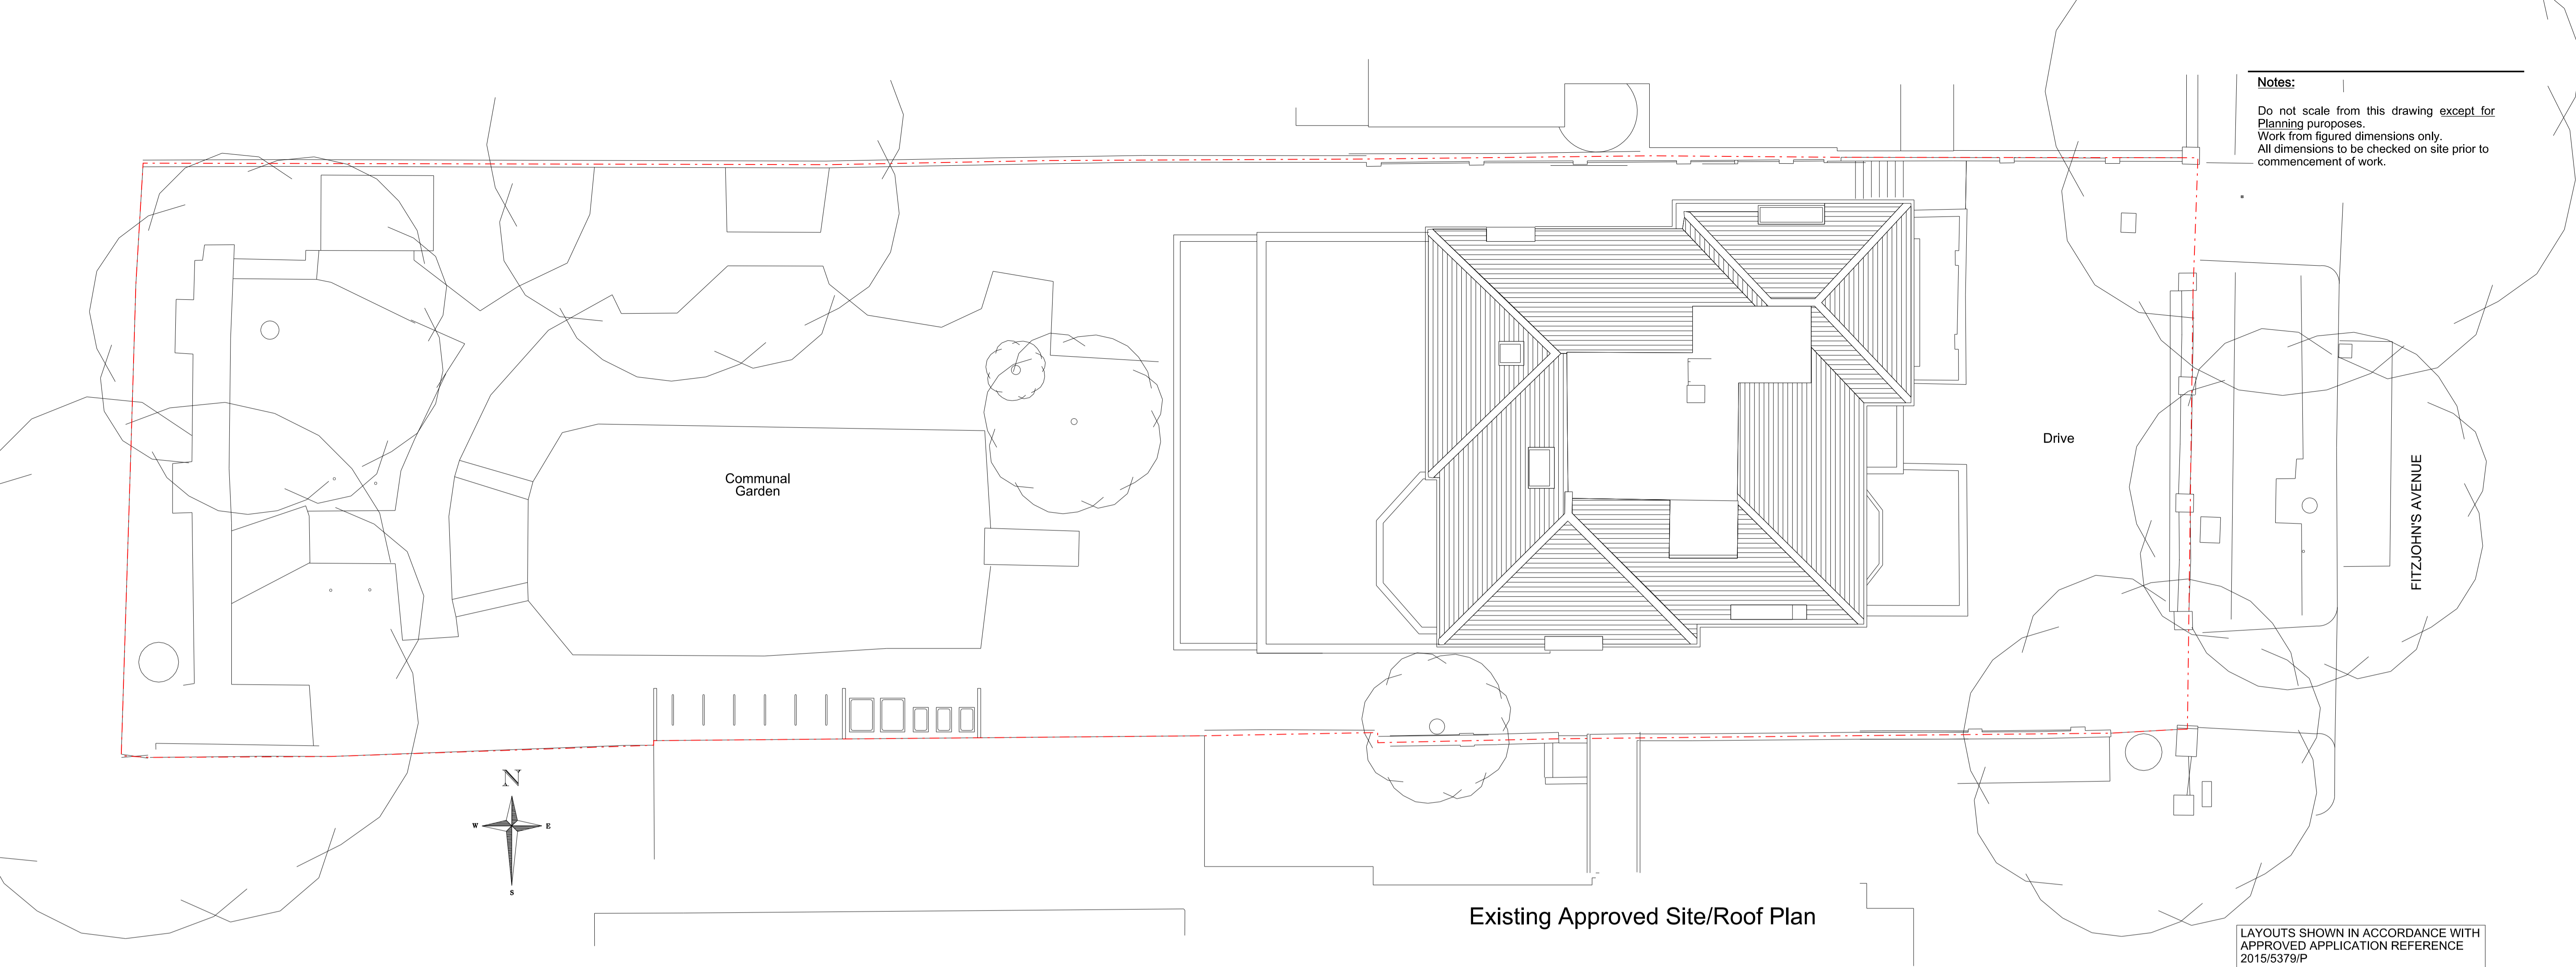 Notes:
Do not scale from this drawing except for
Planning puroposes.
Work from figured dimensions only.
All dimensions to be checked on site prior to
commencement of work.
Drive
Communal
Garden
FITZJOHN'S AVENUE
N
W
E
S
Existing Approved Site/Roof Plan
LAYOUTS SHOWN IN ACCORDANCE WITH
APPROVED APPLICATION REFERENCE
2015/5379/P